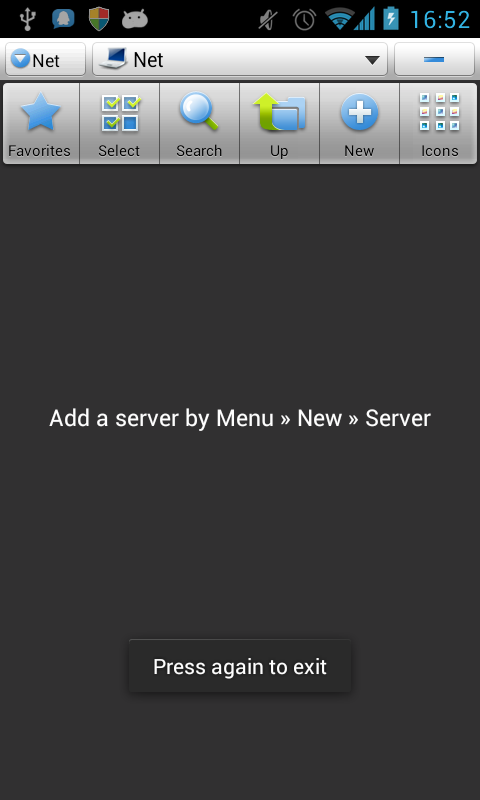 16:52
Net
Net
Favorites
Select
Search
Up
New
Icons
Add a server by Menu » New » Server
Press again to exit